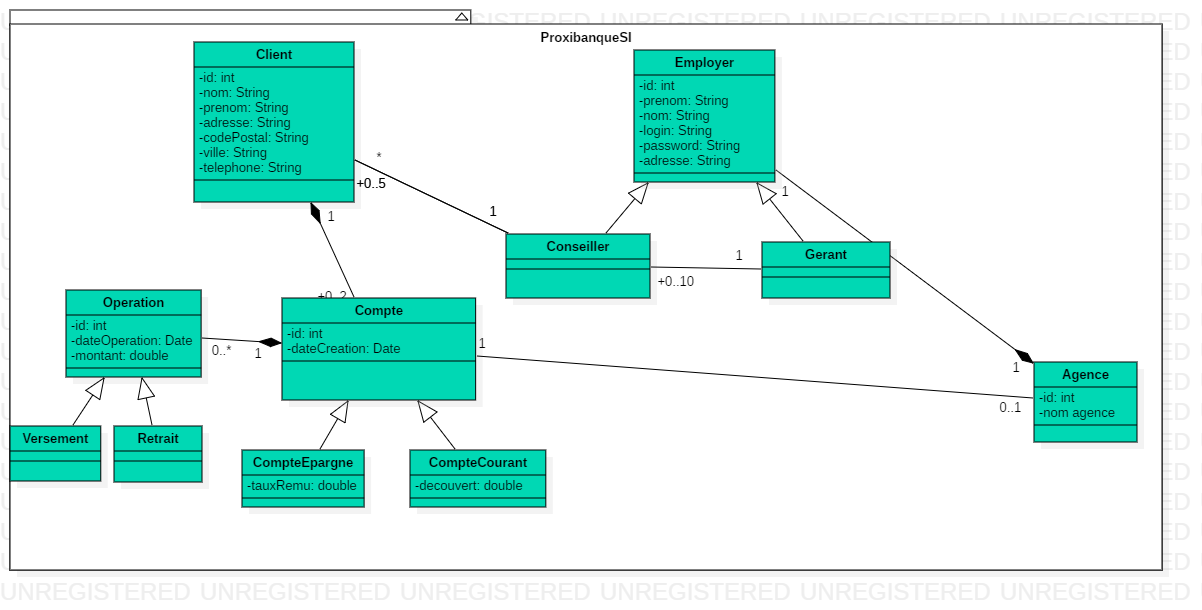 ProxibanqueSI
Client
-id: int
-nom: String
-prenom: String
-adresse: String
-codePostal: String
-ville: String
-telephone: String
Employer
-id: int
-prenom: String
-nom: String
-login: String
-password: String
-adresse: String
*
+0..5
1
1
1
Conseiller
Gerant
1
+0..10
+0..2
Operation
-id: int
-dateOperation: Date
-montant: double
0..*
1
Compte
-id: int
-dateCreation: Date
1
1
0..1
Agence
-id: int
-nom agence
Versement
Retrait
CompteEpargne
-tauxRemu: double
CompteCourant
-decouvert: double
UNREGISTERED UNREGISTERED UNREGISTERED UNREGISTERED UNREGISTERED UNREGISTERED